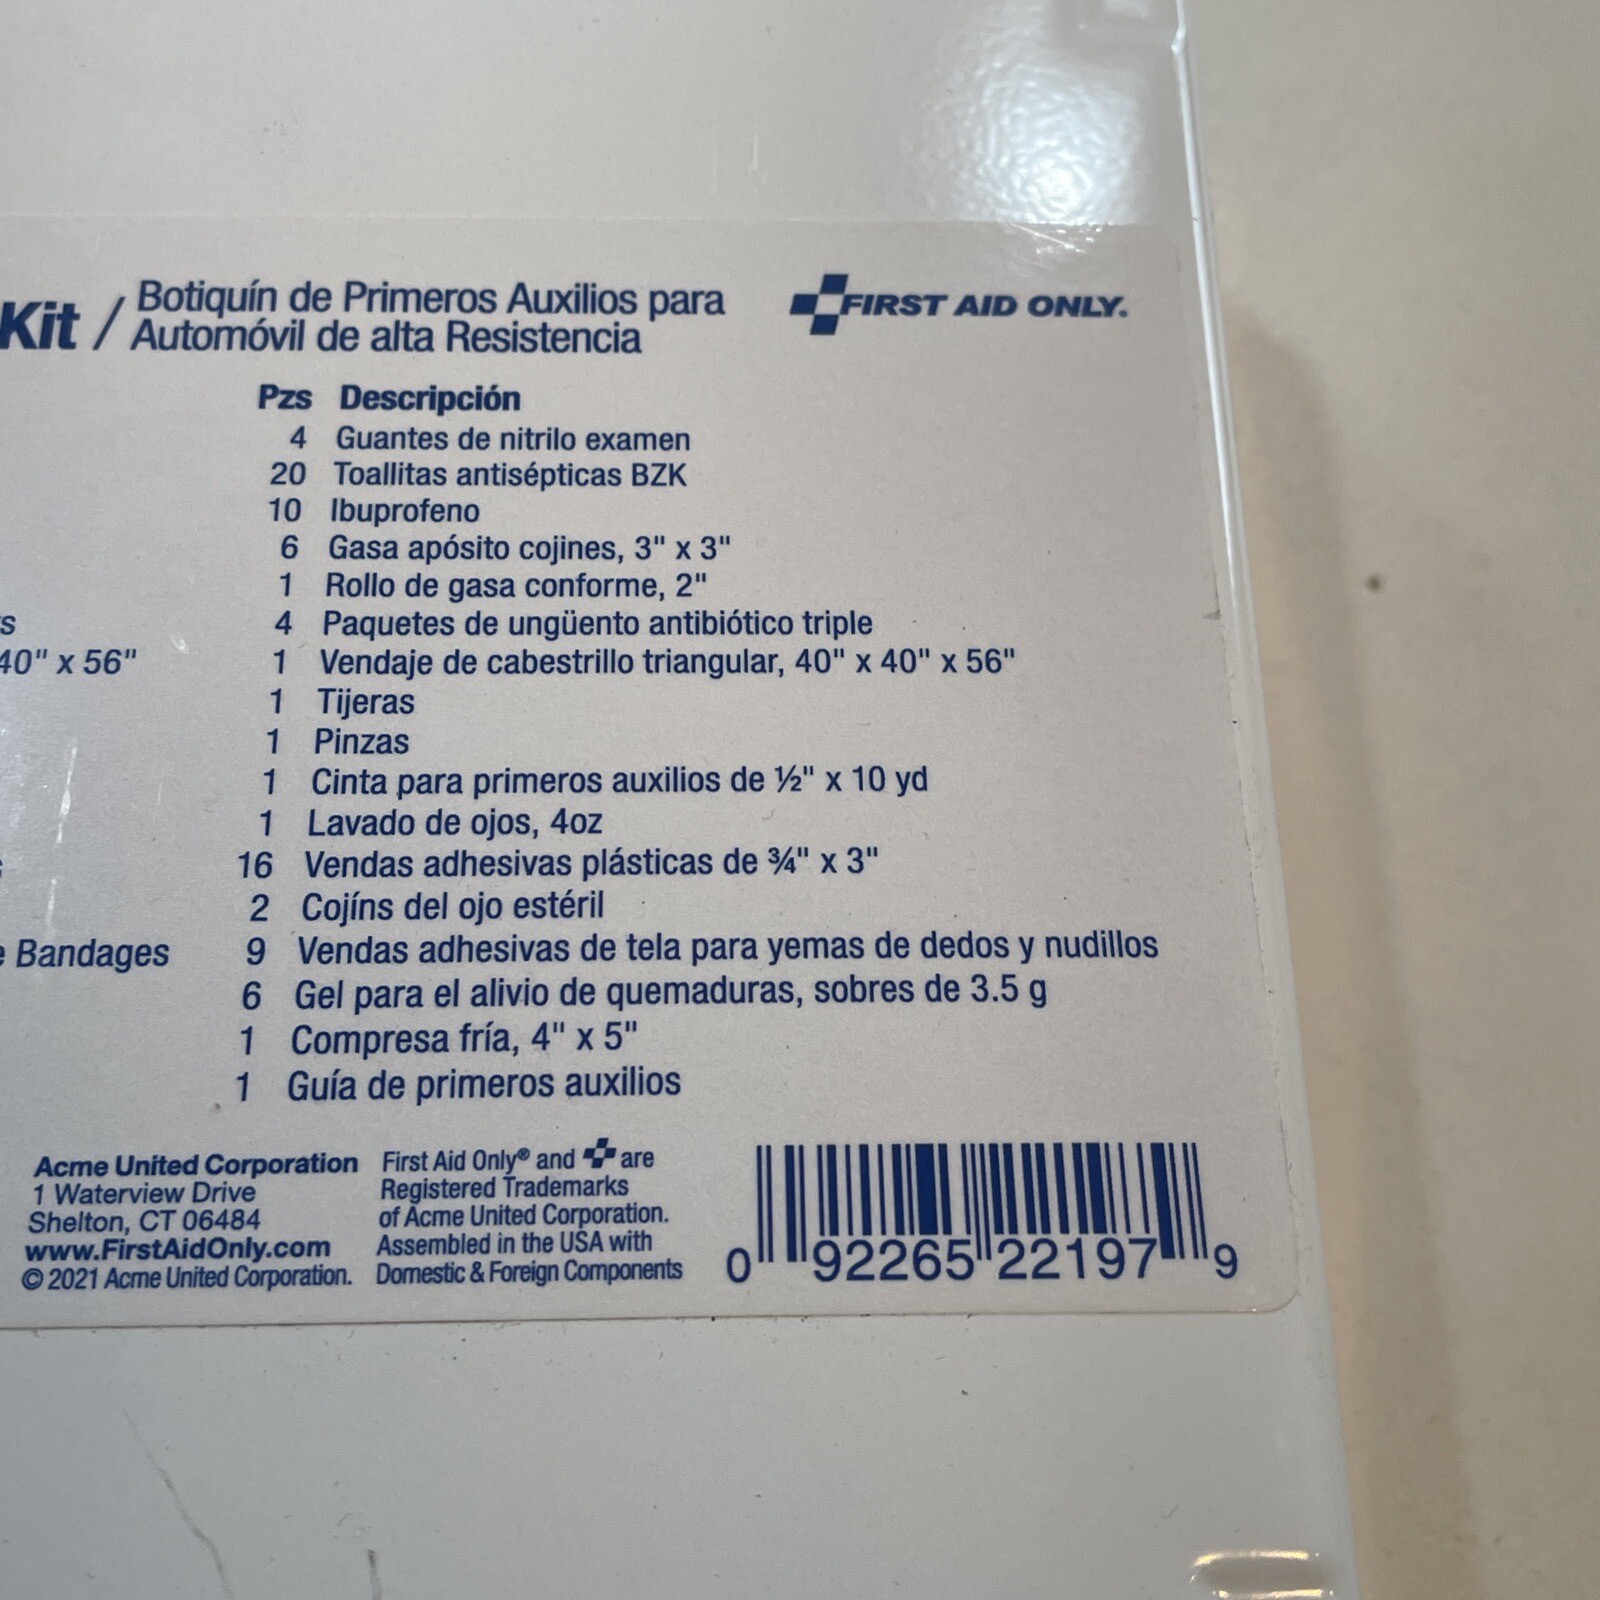 Kit / Botiquín de Primeros Auxilios para
Automóvil de alta Resistencia
FIRST AID ONLY.
Pzs Descripción
4 Guantes de nitrilo examen
20 Toallitas antisépticas BZK
10 Ibuprofeno
6 Gasa apósito cojines, 3" x 3"
1 Rollo de gasa conforme, 2"
4 Paquetes de ungüento antibiótico triple
40" x 56"
1 Vendaje de cabestrillo triangular, 40" x 40" x 56"
1 Tijeras
1 Pinzas
1 Cinta para primeros auxilios de ½" x 10 yd
1 Lavado de ojos, 4oz
16 Vendas adhesivas plásticas de ¾" x 3"
2 Cojíns del ojo estéril
Bandages
9 Vendas adhesivas de tela para yemas de dedos y nudillos
6 Gel para el alivio de quemaduras, sobres de 3.5 g
1 Compresa fría, 4" x 5"
1 Guía de primeros auxilios
Acme United Corporation
1 Waterview Drive
Shelton, CT 06484
www.FirstAidOnly.com
© 2021 Acme United Corporation.
First Aid Only® and are
Registered Trademarks
of Acme United Corporation.
Assembled in the USA with
Domestic & Foreign Components
0 92265 22197 9